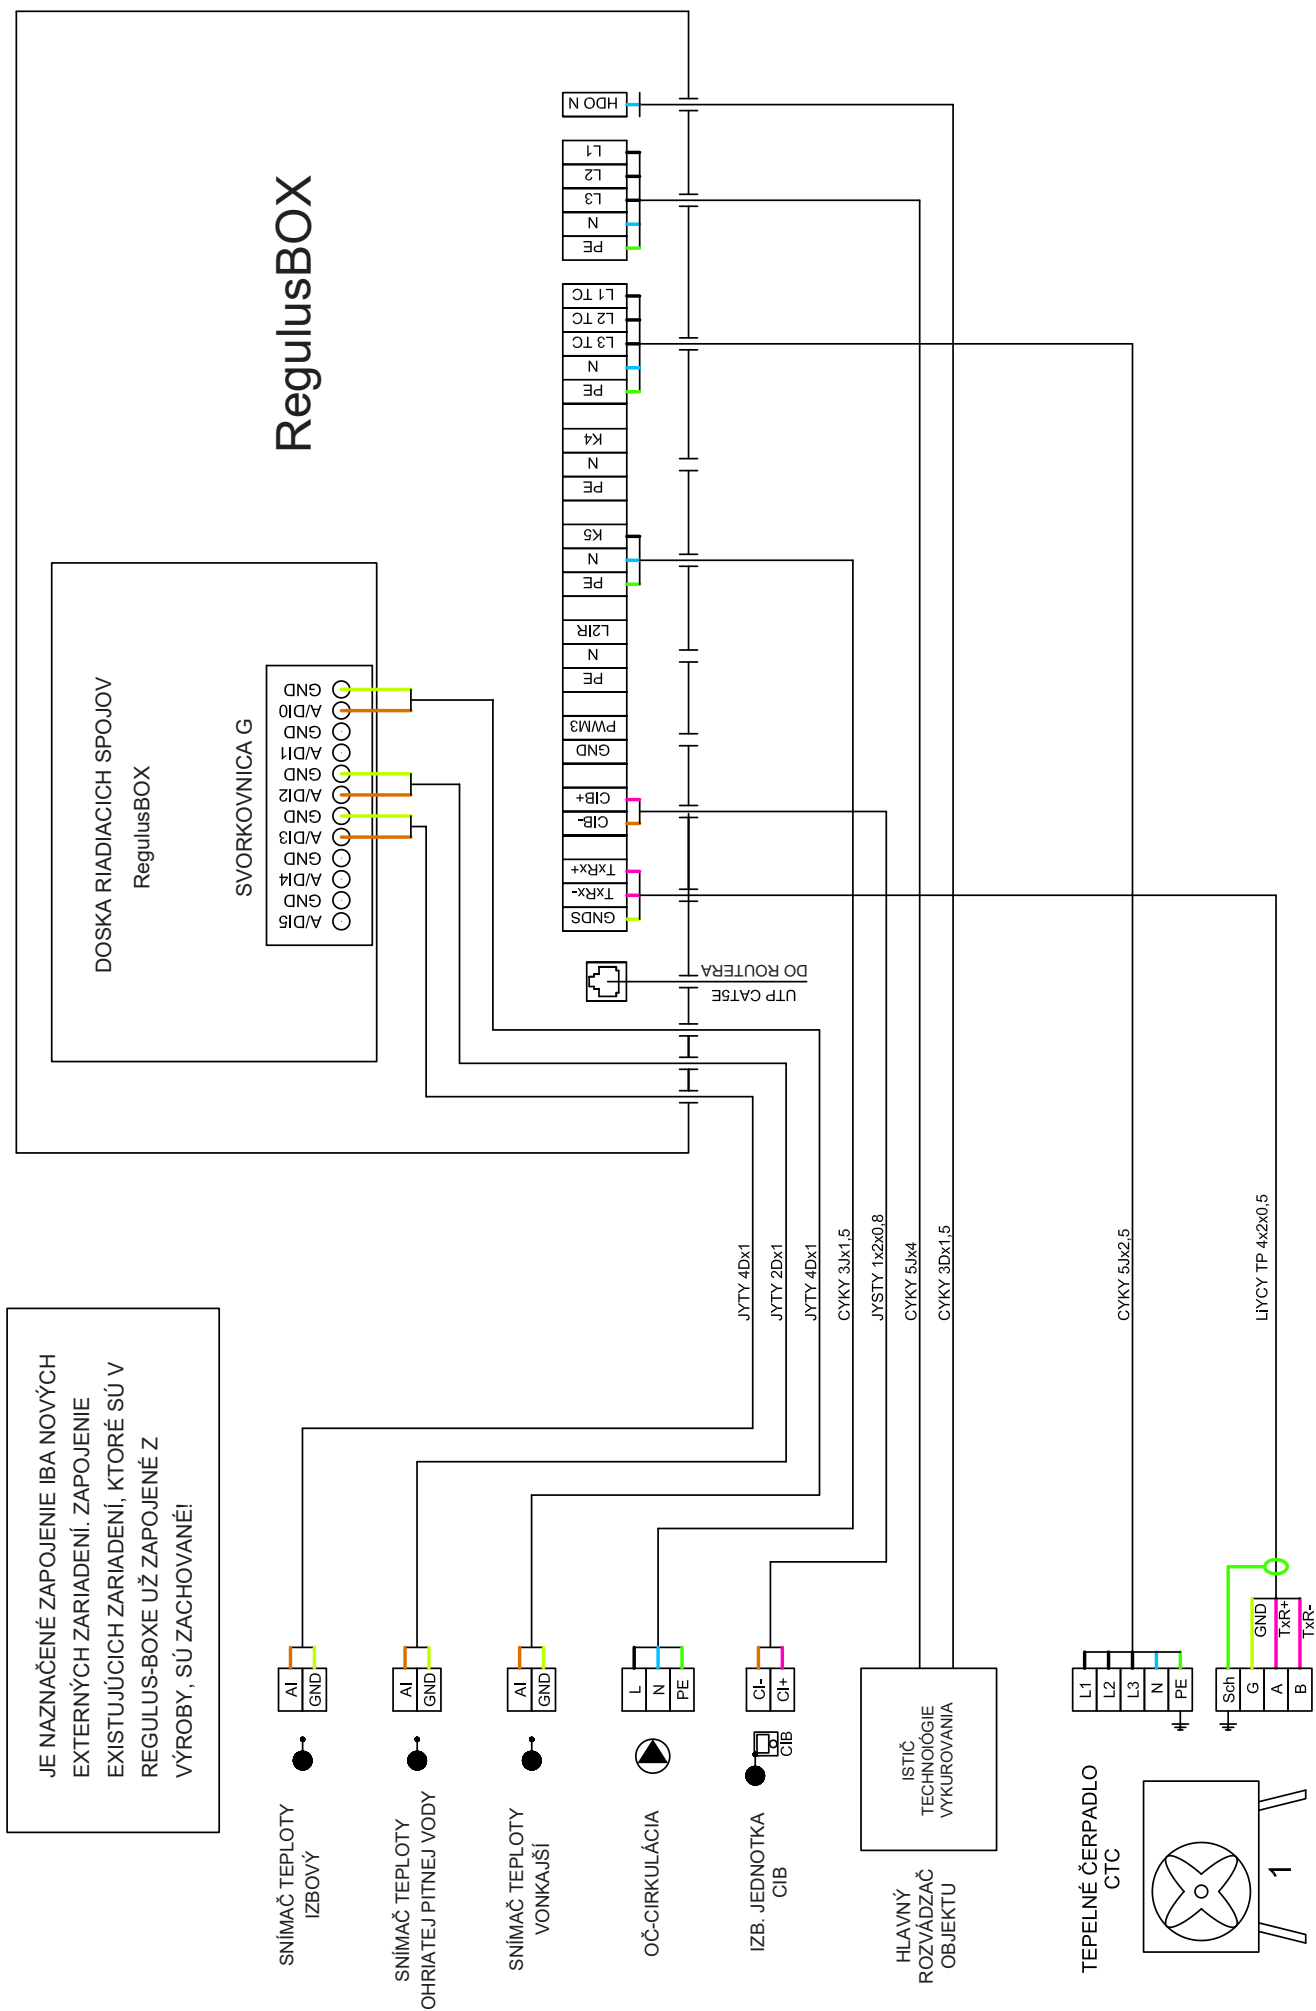 JE NAZNAČENÉ ZAPOJENIE IBA NOVÝCH
EXTERNÝCH ZARIADENÍ. ZAPOJENIE
EXISTUJÚCICH ZARIADENÍ, KTORÉ SÚ V
REGULUS-BOXE UŽ ZAPOJENÉ Z
VÝROBY, SÚ ZACHOVANÉ!
DOSKA RIADIACICH SPOJOV
RegulusBOX
SVORKOVNICA G
A/DI5
GND
A/DI4
GND
A/DI3
GND
A/DI2
GND
A/DI1
GND
A/DI0
GND
RegulusBOX
UTP CAT5E
DO ROUTERA
GNDS
TxRx-
TxRx+
CIB-
CIB+
GND
PWM3
PE
N
L2IR
PE
N
K5
PE
N
K4
PE
N
L3 TC
L2 TC
L1 TC
PE
N
L3
L2
L1
HDO N
JYTY 4Dx1
JYTY 2Dx1
JYTY 4Dx1
CYKY 3Jx1,5
JYSTY 1x2x0,8
CYKY 5Jx4
CYKY 3Dx1,5
CYKY 5Jx2,5
LiYCY TP 4x2x0,5
SNÍMAČ TEPLOTY
IZBOVÝ
AI
GND
SNÍMAČ TEPLOTY
OHRIATEJ PITNEJ VODY
AI
GND
SNÍMAČ TEPLOTY
VONKAJŠÍ
AI
GND
OČ-CIRKULÁCIA
L
N
PE
IZB. JEDNOTKA
CIB
CIB
CI-
CI+
HLAVNÝ
ROZVÁDZAČ
OBJEKTU
ISTIČ
TECHNOlÓGIE
VYKUROVANIA
TEPELNÉ ČERPADLO
CTC
L1
L2
L3
N
PE
1
Sch
G
A
B
GND
TxR+
TxR-